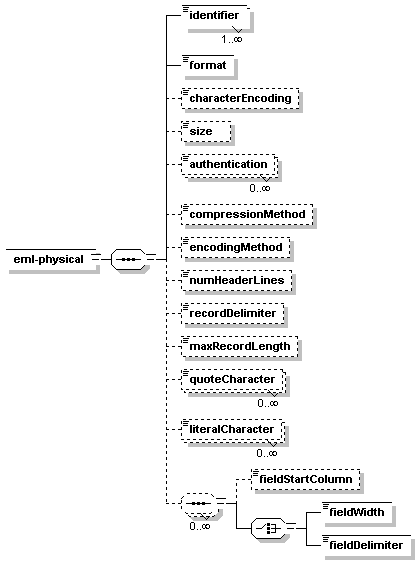 identifier
1..∞
format
characterEncoding
size
authentication
0..∞
compressionMethod
eml-physical
encodingMethod
numHeaderLines
recordDelimiter
maxRecordLength
quoteCharacter
0..∞
literalCharacter
0..∞
fieldStartColumn
0..∞
fieldWidth
fieldDelimiter